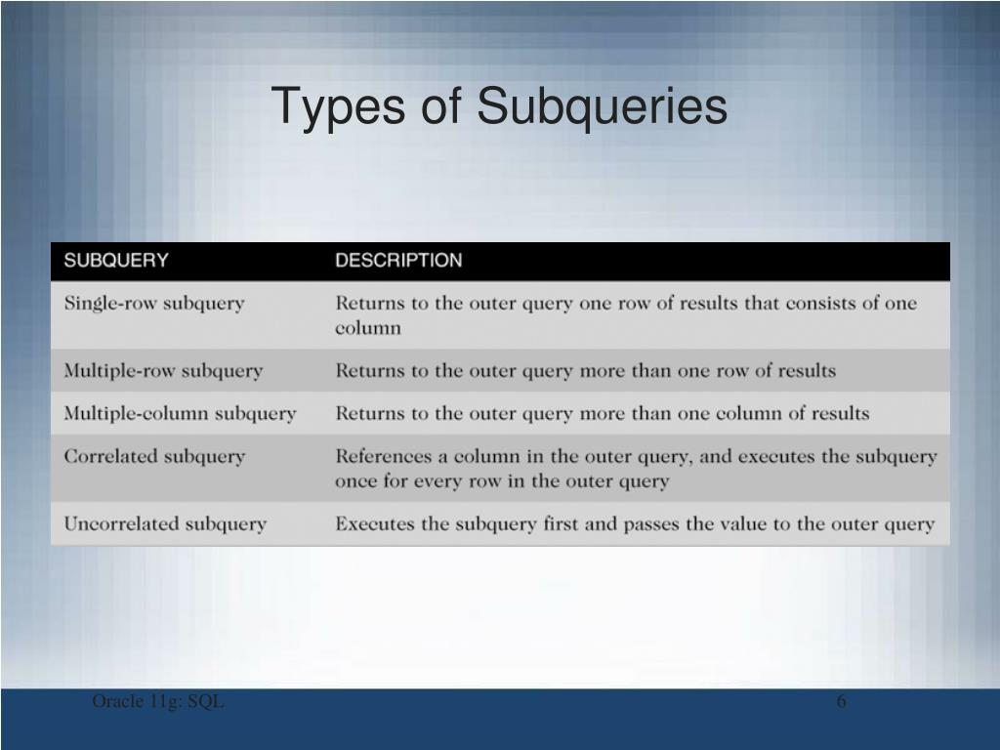 Types of Subqueries
SUBQUERY DESCRIPTION
Single-row subquery Returns to the outer query one row of results that consists of one
column
Multiple-row subquery Returns to the outer query more than one row of results
Multiple-column subquery Returns to the outer query more than one column of results
Correlated subquery References a column in the outer query, and executes the subquery
once for every row in the outer query
Uncorrelated subquery Executes the subquery first and passes the value to the outer query
Oracle 11g: SQL 6